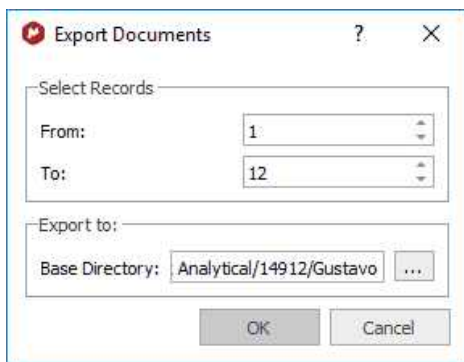 Export Documents ? X
Select Records
From: 1
To: 12
Export to:
Base Directory: Analytical/14912/Gustavo ...
OK Cancel